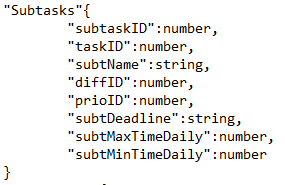 "Subtasks"{
"subtaskID":number,
"taskID":number,
"subtName":string,
"diffID":number,
"prioID":number,
"subtDeadline":string,
"subtMaxTimeDaily":number,
"subtMinTimeDaily":number
}